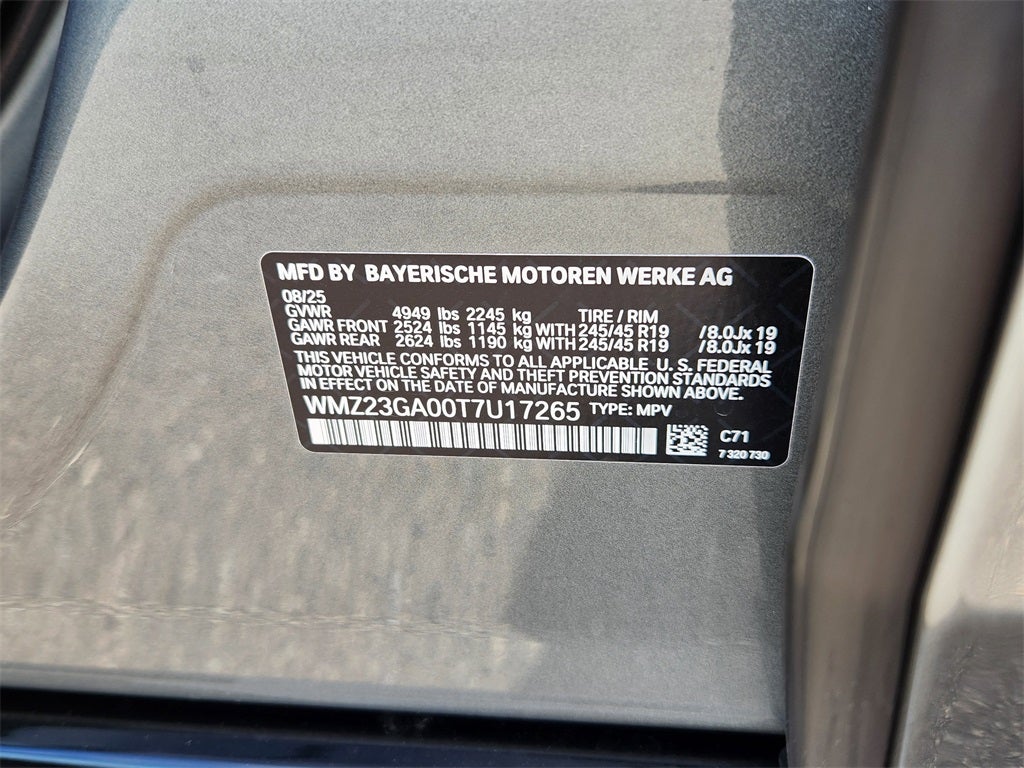 MFD BY BAYERISCHE MOTOREN WERKE AG
08/25
GVWR 4949 lbs 2245 kg TIRE / RIM
GAWR FRONT 2524 lbs 1145 kg WITH 245/45 R19 /8.0Jx 19
GAWR REAR 2624 lbs 1190 kg WITH 245/45 R19 /8.0Jx 19
THIS VEHICLE CONFORMS TO ALL APPLICABLE U. S. FEDERAL
MOTOR VEHICLE SAFETY AND THEFT PREVENTION STANDARDS
IN EFFECT ON THE DATE OF MANUFACTURE SHOWN ABOVE.
WMZ23GA00T7U17265 TYPE: MPV
C71
7 320 730